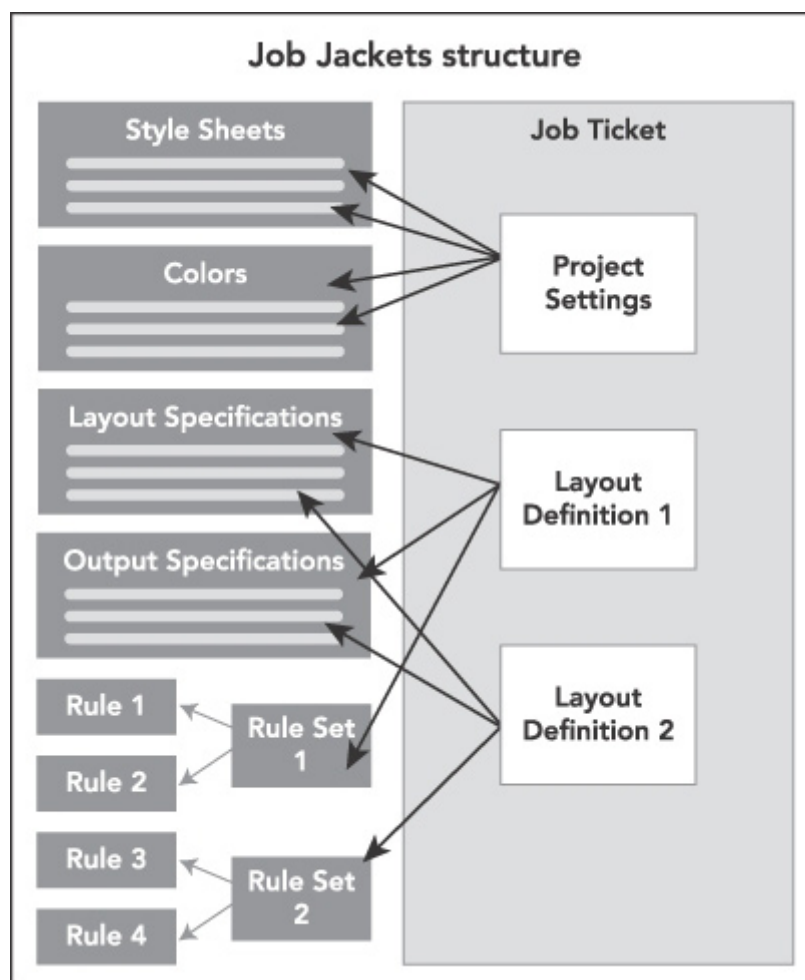 Job Jackets structure
Style Sheets
Colors
Layout Specifications
Output Specifications
Rule 1
Rule 2
Rule Set
1
Rule 3
Rule 4
Rule Set
2
Job Ticket
Project
Settings
Layout
Definition 1
Layout
Definition 2